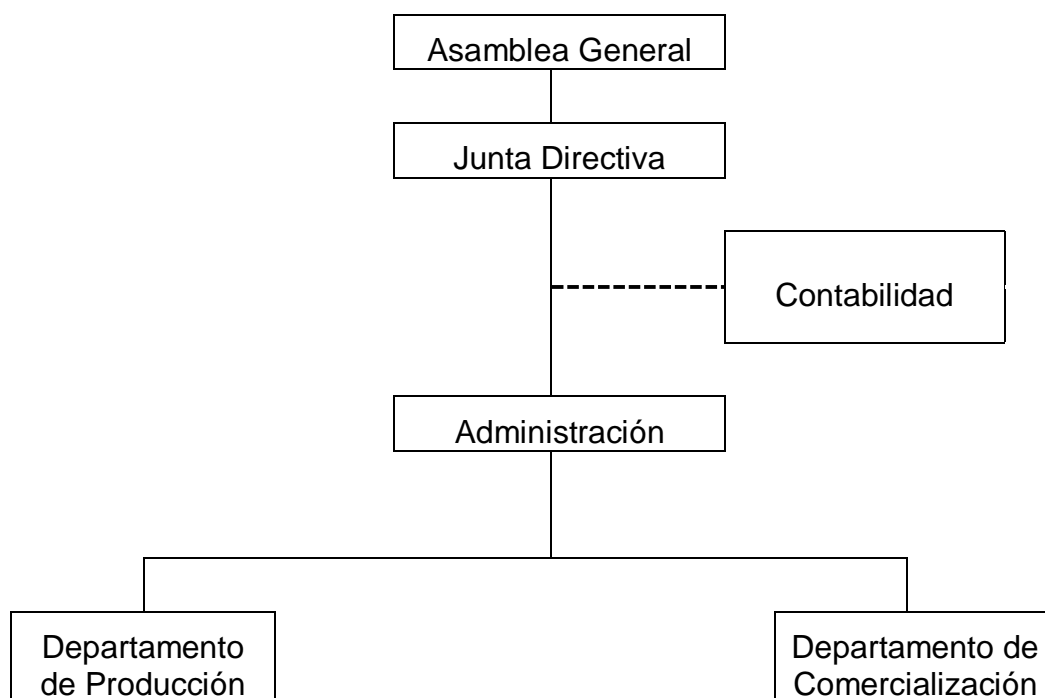 Asamblea General
Junta Directiva
Contabilidad
Administración
Departamento
de Producción
Departamento de
Comercialización